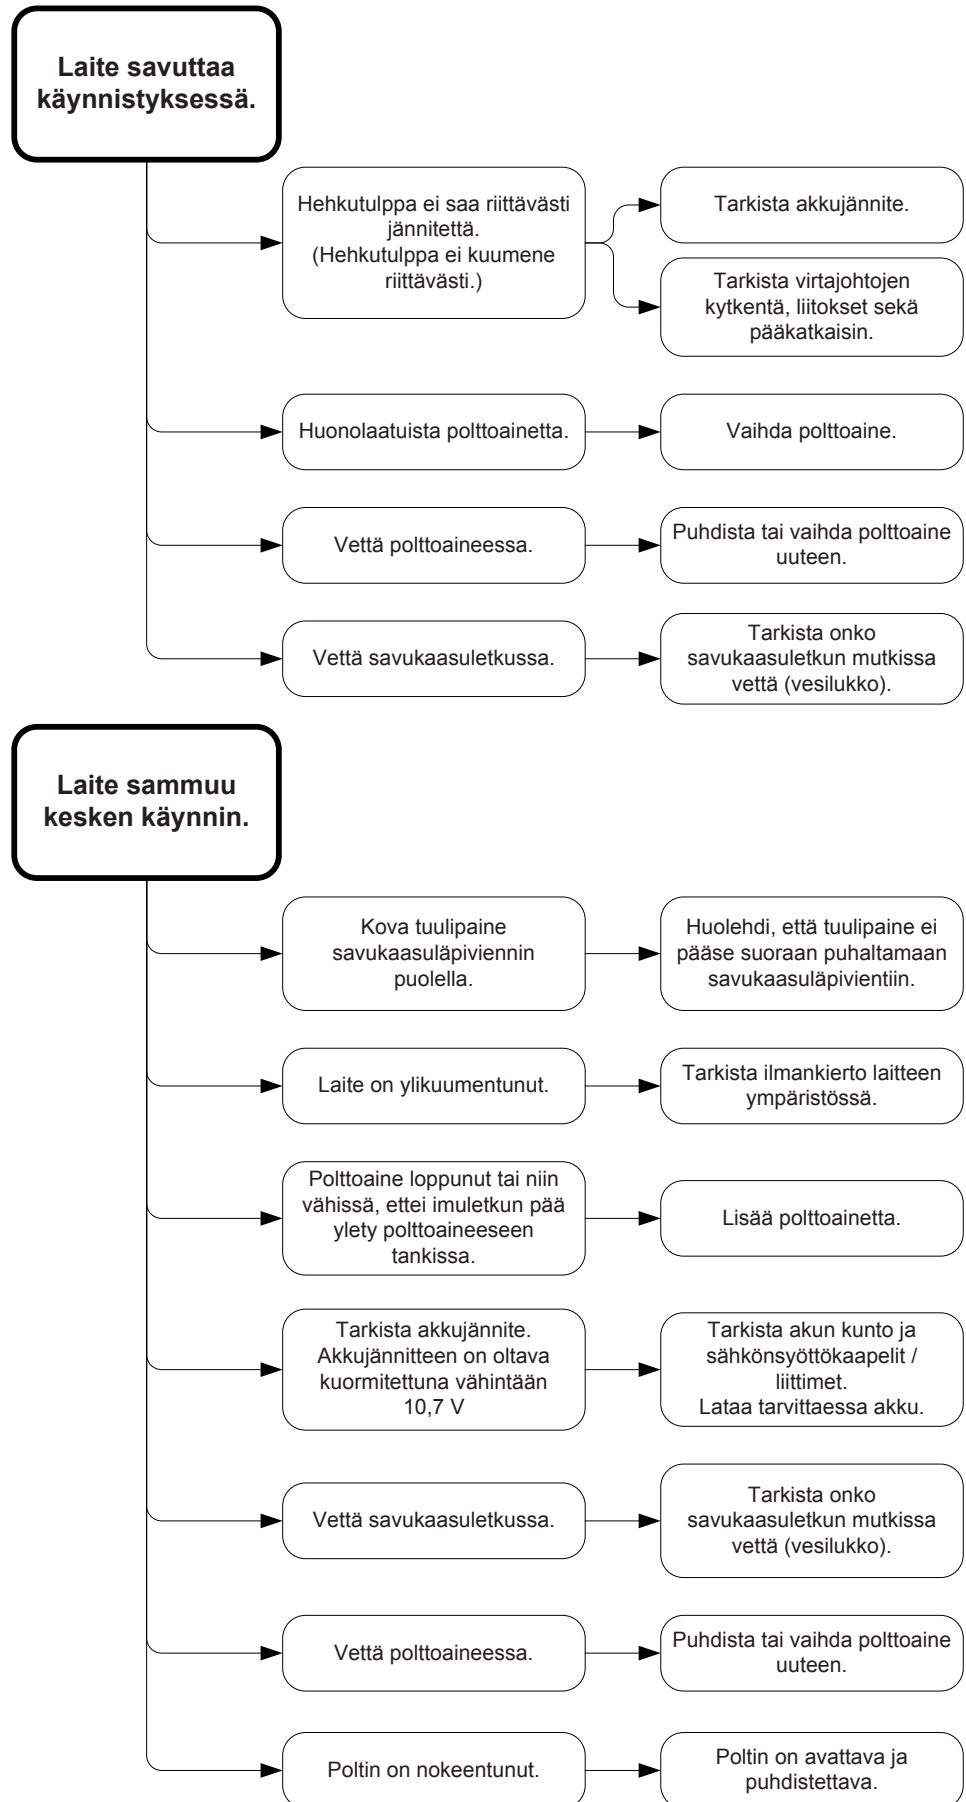 Laite savuttaa
käynnistyksessä.
Hehkutulppa ei saa riittävästi
jännitettä.
(Hehkutulppa ei kuumene
riittävästi.)
Tarkista akkujännite.
Tarkista virtajohtojen
kytkentä, liitokset sekä
pääkatkaisin.
Huonolaatuista polttoainetta.
Vaihda polttoaine.
Vettä polttoaineessa.
Puhdista tai vaihda polttoaine
uuteen.
Vettä savukaasuletkussa.
Tarkista onko
savukaasuletkun mutkissa
vettä (vesilukko).
Laite sammuu
kesken käynnin.
Kova tuulipaine
savukaasuläpiviennin
puolella.
Huolehdi, että tuulipaine ei
pääse suoraan puhaltamaan
savukaasuläpivientiin.
Laite on ylikuumentunut.
Tarkista ilmankierto laitteen
ympäristössä.
Polttoaine loppunut tai niin
vähissä, ettei imuletkun pää
ylety polttoaineeseen
tankissa.
Lisää polttoainetta.
Tarkista akkujännite.
Akkujännitteen on oltava
kuormitettuna vähintään
10,7 V
Tarkista akun kunto ja
sähkönsyöttökaapelit /
liittimet.
Lataa tarvittaessa akku.
Vettä savukaasuletkussa.
Tarkista onko
savukaasuletkun mutkissa
vettä (vesilukko).
Vettä polttoaineessa.
Puhdista tai vaihda polttoaine
uuteen.
Poltin on nokeentunut.
Poltin on avattava ja
puhdistettava.